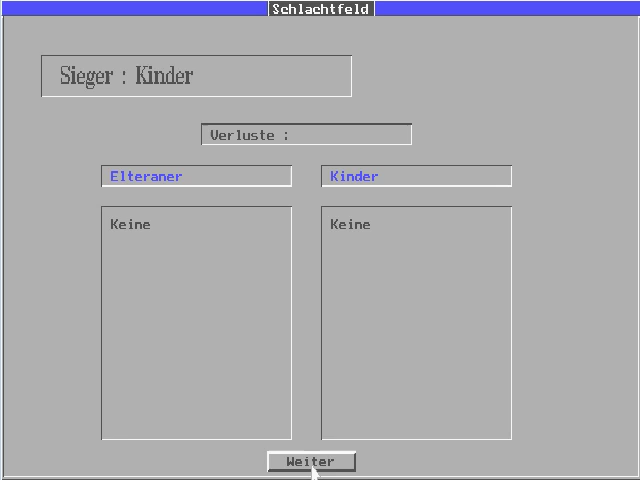 Schlachtfeld
Sieger : Kinder
Verluste :
Elteraner
Kinder
Keine
Keine
Weiter